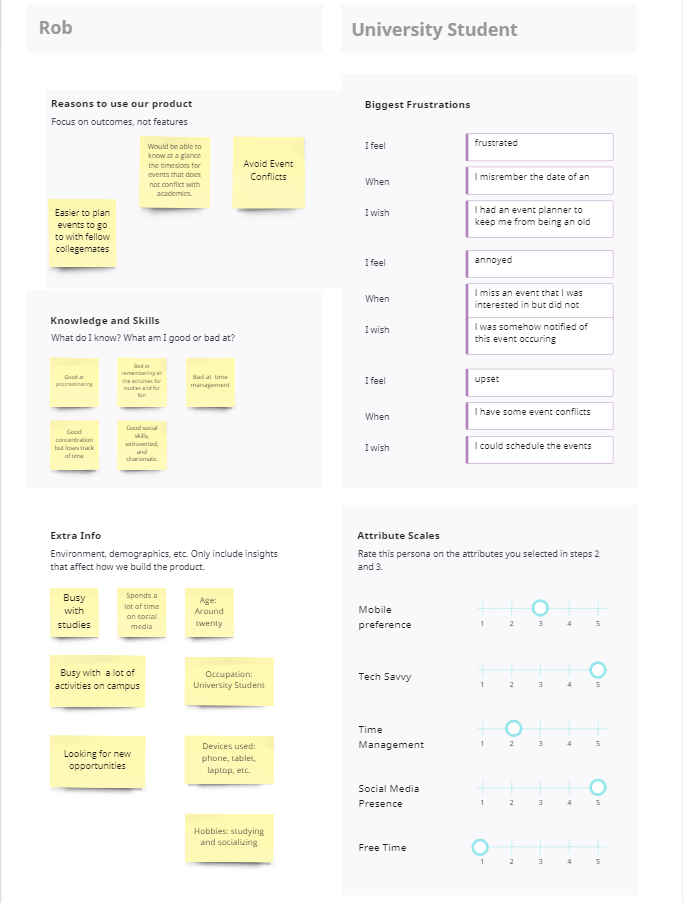 Rob
University Student
Reasons to use our product
Focus on outcomes, not features
Would be able to
know at a glance
the timeslots for
events that does
not conflict with
academics.
Avoid Event
Conflicts
Easier to plan
events to go
to with fellow
collegemates
Biggest Frustrations
I feel
frustrated
When
I misrember the date of an
I wish
I had an event planner to
keep me from being an old
I feel
annoyed
When
I miss an event that I was
interested in but did not
I wish
I was somehow notified of
this event occuring
I feel
upset
When
I have some event conflicts
I wish
I could schedule the events
Knowledge and Skills
What do I know? What am I good or bad at?
Good at
procrastinating
Bad at
remembering all
the activities for
studies and for
fun
Bad at time
management
Good
concentration
but loses track
of time
Good social
skills,
extroverted,
and
charismatic
Extra Info
Environment, demographics, etc. Only include insights
that affect how we build the product.
Busy
with
studies
Spends a
lot of time
on social
media
Age:
Around
twenty
Busy with a lot of
activities on campus
Occupation:
University Student
Looking for new
opportunities
Devices used:
phone, tablet,
laptop, etc.
Hobbies: studying
and socializing
Attribute Scales
Rate this persona on the attributes you selected in steps 2
and 3.
Mobile
preference
1 2 3 4 5
Tech Savvy
1 2 3 4 5
Time
Management
1 2 3 4 5
Social Media
Presence
1 2 3 4 5
Free Time
1 2 3 4 5